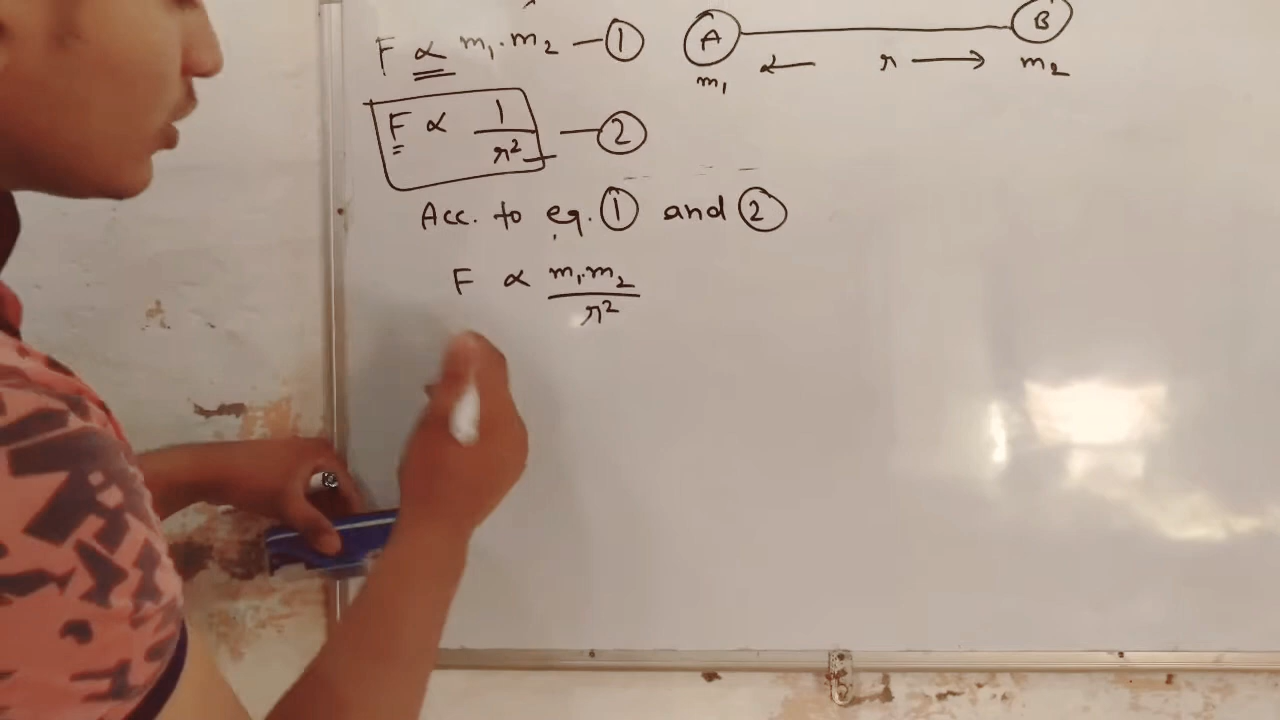 F ∝ m₁.m₂ — ①
A B
m₁ r m₂
F ∝ 1/r² — ②
Acc. to eq. ① and ②
F ∝ m₁.m₂/r²